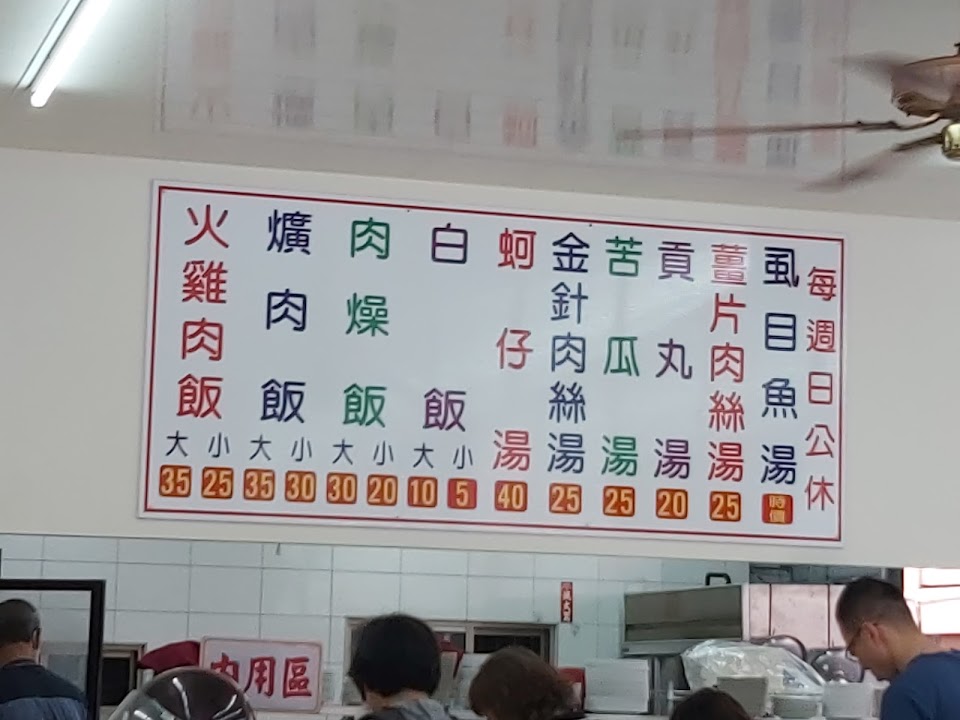 火雞肉飯 大 35 小 25
爌肉飯 大 35 小 30
肉燥飯 大 30 小 20
白飯 大 10 小 5
蚵仔湯 40
金針肉絲湯 25
苦瓜湯 25
貢丸湯 20
薑片肉絲湯 25
虱目魚湯 時價
每週日公休
內用區